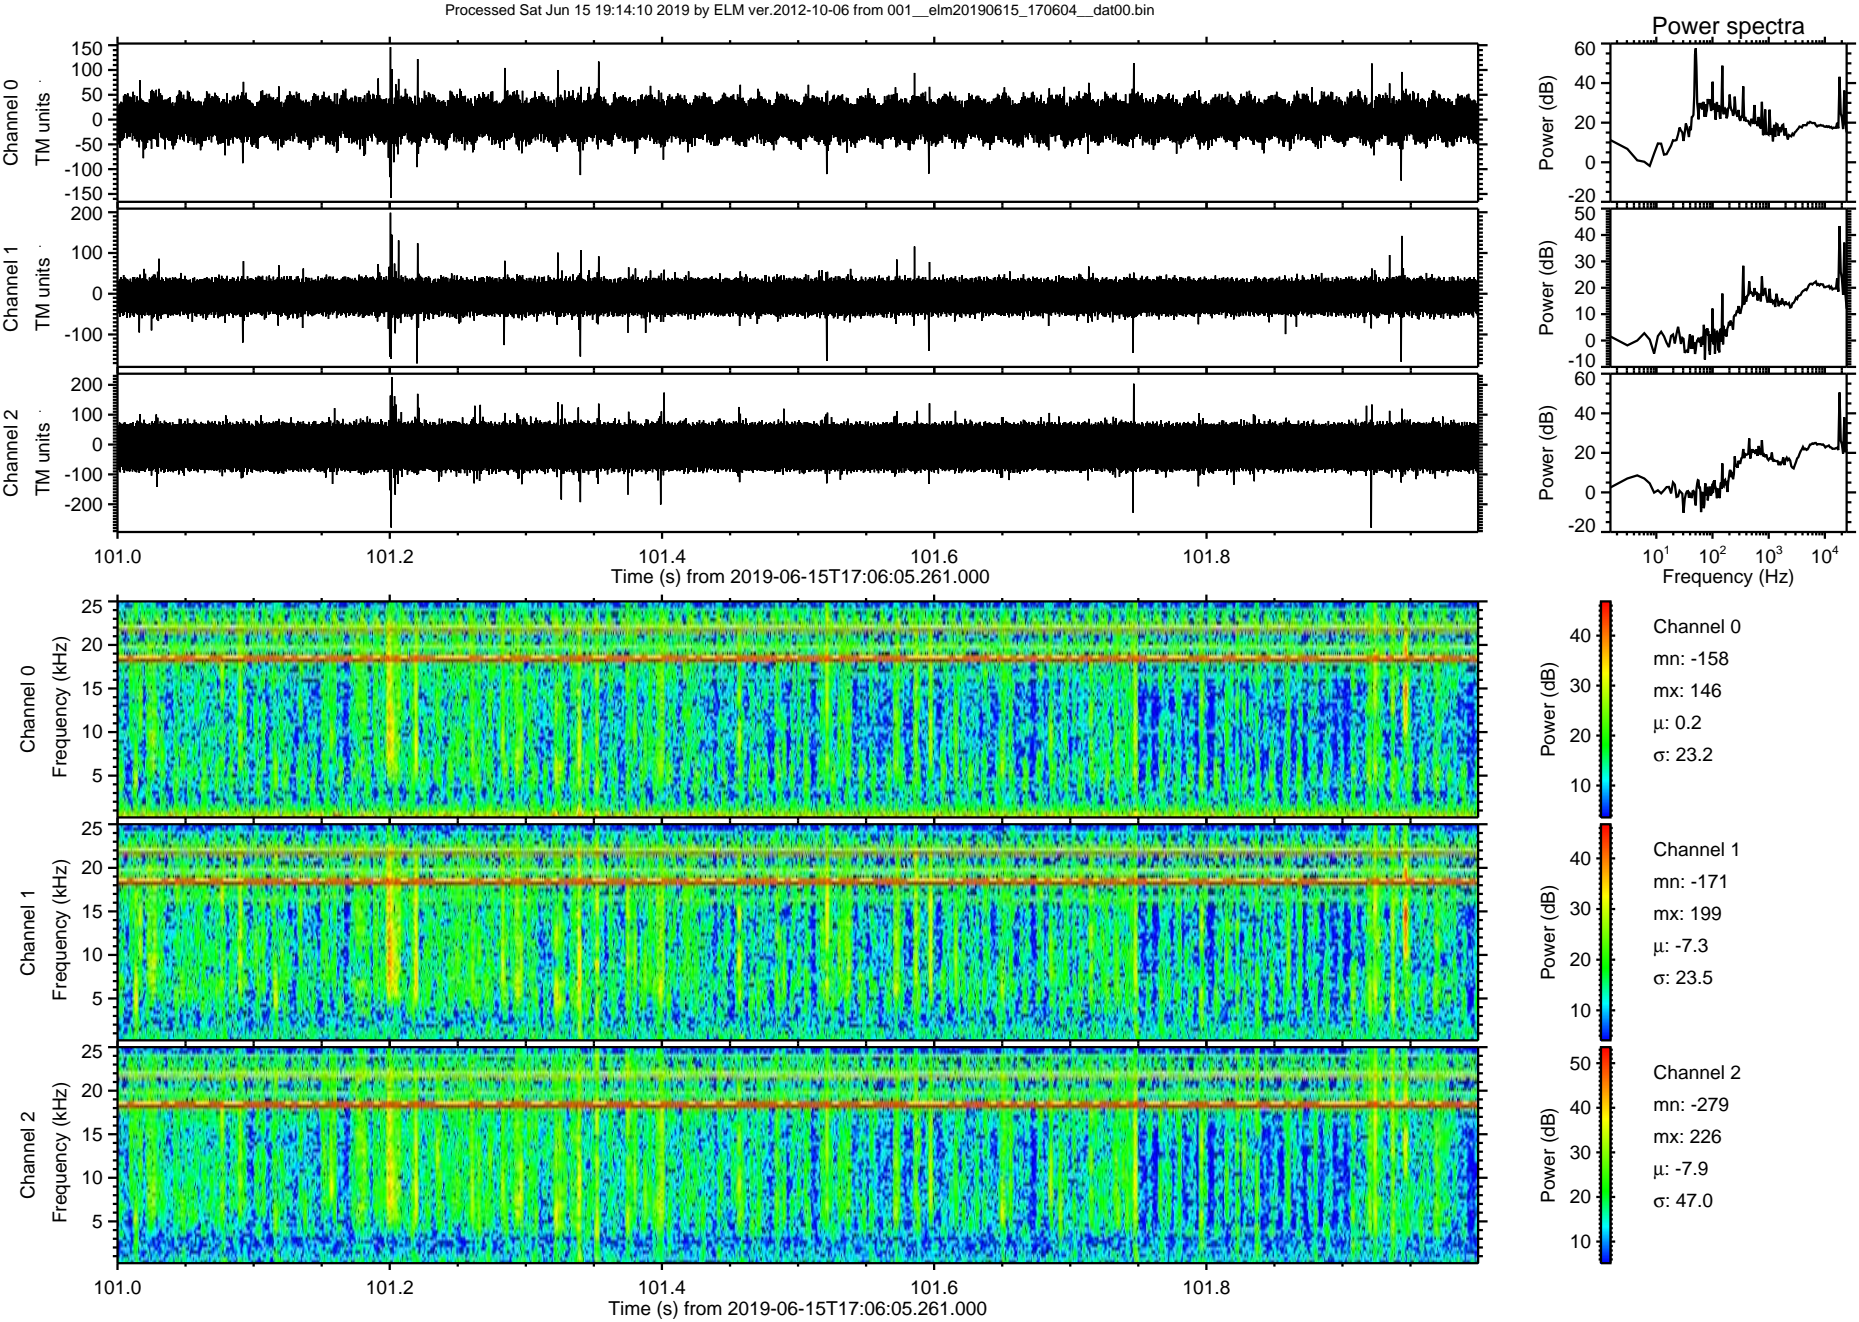 Processed Sat Jun 15 19:14:10 2019 by ELM ver.2012-10-06 from 001__elm20190615_170604__dat00.bin
Power spectra
Channel 0
TM units
150
100
50
0
-50
-100
-150
Power (dB)
60
40
20
0
-20
Channel 1
TM units
200
100
0
-100
Power (dB)
50
40
30
20
10
0
-10
Channel 2
TM units
200
100
0
-100
-200
Power (dB)
60
40
20
0
-20
101.0 101.2 101.4 101.6 101.8
Time (s) from 2019-06-15T17:06:05.261.000
10^1 10^2 10^3 10^4
Frequency (Hz)
Channel 0
Frequency (kHz)
25
20
15
10
5
Power (dB)
40
30
20
10
Channel 0
mn: -158
mx: 146
μ: 0.2
σ: 23.2
Channel 1
Frequency (kHz)
25
20
15
10
5
Power (dB)
40
30
20
10
Channel 1
mn: -171
mx: 199
μ: -7.3
σ: 23.5
Channel 2
Frequency (kHz)
25
20
15
10
5
Power (dB)
50
40
30
20
10
Channel 2
mn: -279
mx: 226
μ: -7.9
σ: 47.0
101.0 101.2 101.4 101.6 101.8
Time (s) from 2019-06-15T17:06:05.261.000